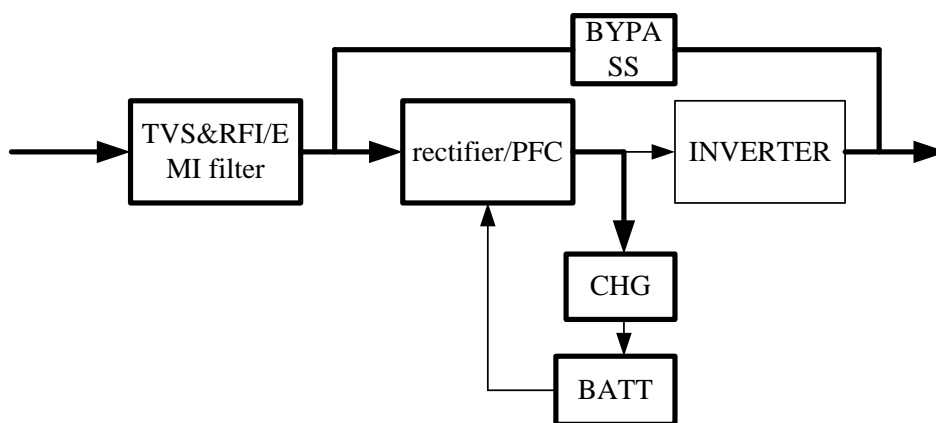 BYPA
SS
TVS&RFI/E
MI filter
rectifier/PFC
INVERTER
CHG
BATT